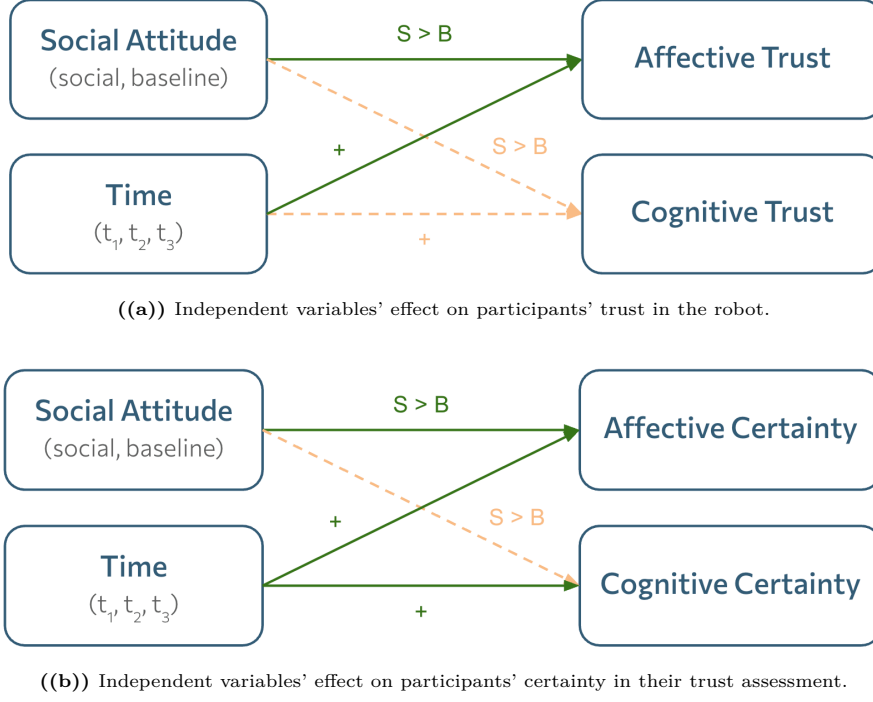 Social Attitude
(social, baseline)
S > B
Affective Trust
+
S > B
Time
(t1, t2, t3)
Cognitive Trust
+
((a)) Independent variables' effect on participants' trust in the robot.
Social Attitude
(social, baseline)
S > B
Affective Certainty
+
S > B
Time
(t1, t2, t3)
Cognitive Certainty
+
((b)) Independent variables' effect on participants' certainty in their trust assessment.